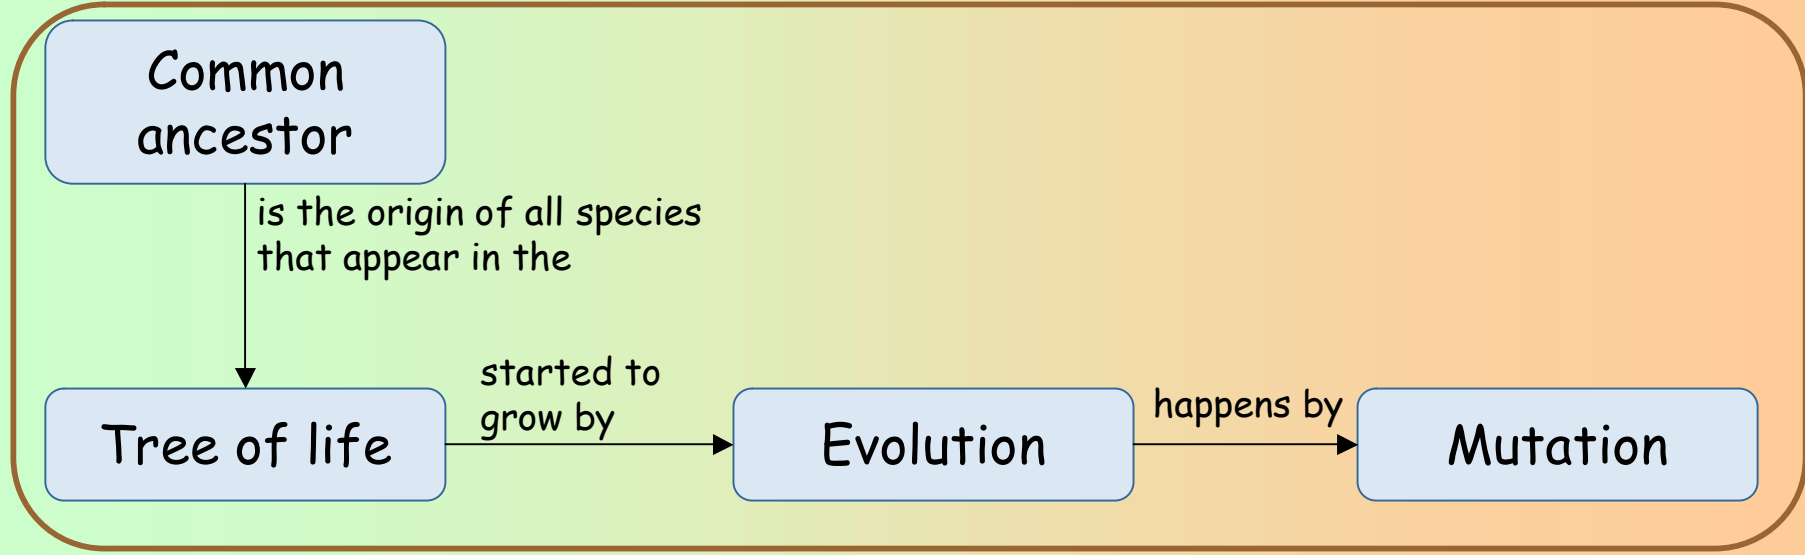 Common
ancestor
is the origin of all species
that appear in the
started to
grow by
happens by
Tree of life
Evolution
Mutation